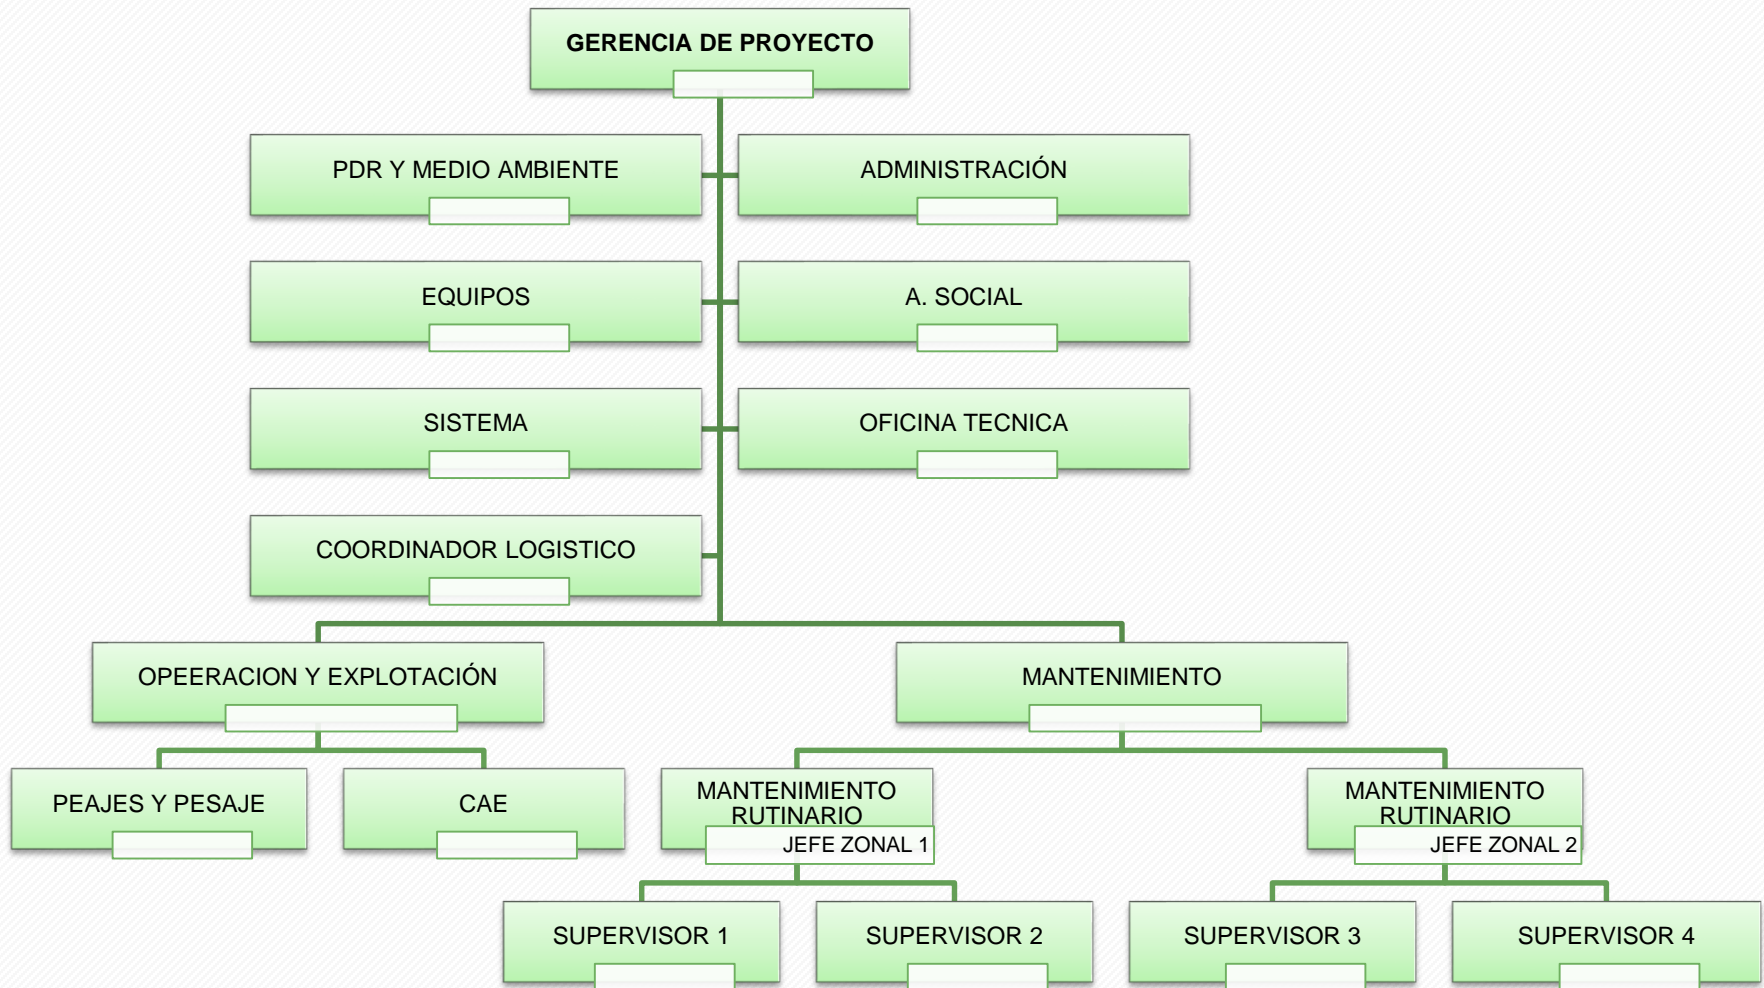 GERENCIA DE PROYECTO
PDR Y MEDIO AMBIENTE
ADMINISTRACIÓN
EQUIPOS
A. SOCIAL
SISTEMA
OFICINA TECNICA
COORDINADOR LOGISTICO
OPEERACION Y EXPLOTACIÓN
MANTENIMIENTO
PEAJES Y PESAJE
CAE
MANTENIMIENTO
RUTINARIO
JEFE ZONAL 1
MANTENIMIENTO
RUTINARIO
JEFE ZONAL 2
SUPERVISOR 1
SUPERVISOR 2
SUPERVISOR 3
SUPERVISOR 4